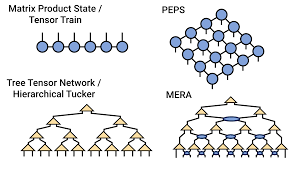 Matrix Product State /
Tensor Train
PEPS
Tree Tensor Network /
Hierarchical Tucker
MERA